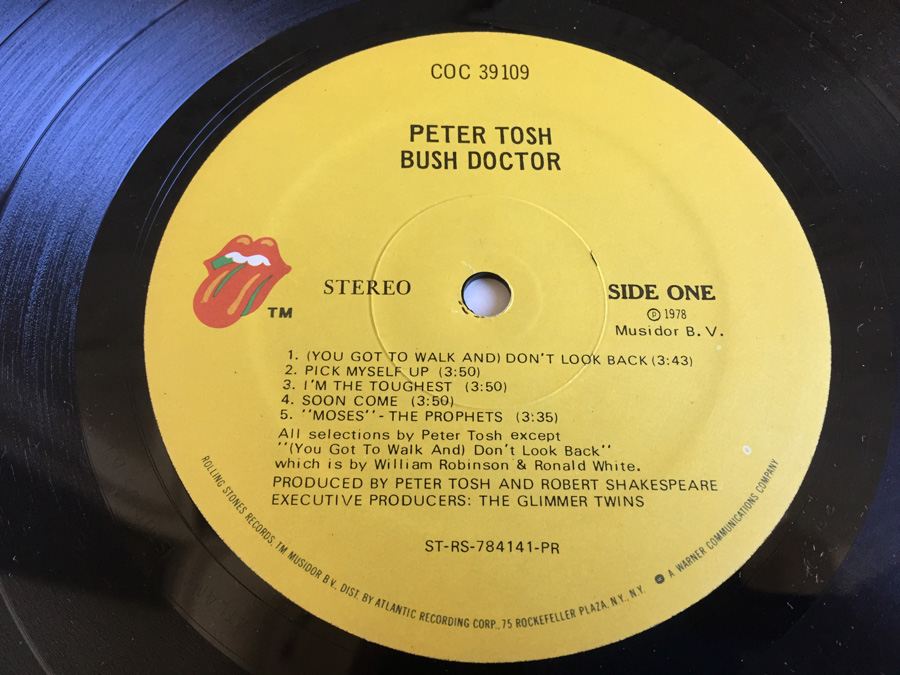 COC 39109
PETER TOSH
BUSH DOCTOR
TM
STEREO
SIDE ONE
Ⓟ 1978
Musidor B. V.
1. (YOU GOT TO WALK AND) DON'T LOOK BACK (3:43)
2. PICK MYSELF UP (3:50)
3. I'M THE TOUGHEST (3:50)
4. SOON COME (3:50)
5. "MOSES" - THE PROPHETS (3:35)
All selections by Peter Tosh except
"(You Got To Walk And) Don't Look Back"
which is by William Robinson & Ronald White.
PRODUCED BY PETER TOSH AND ROBERT SHAKESPEARE
EXECUTIVE PRODUCERS: THE GLIMMER TWINS
ST-RS-784141-PR
ROLLING STONES RECORDS, TM MUSIDOR B.V. DIST. BY ATLANTIC RECORDING CORP., 75 ROCKEFELLER PLAZA, N.Y., N.Y. A WARNER COMMUNICATIONS COMPANY